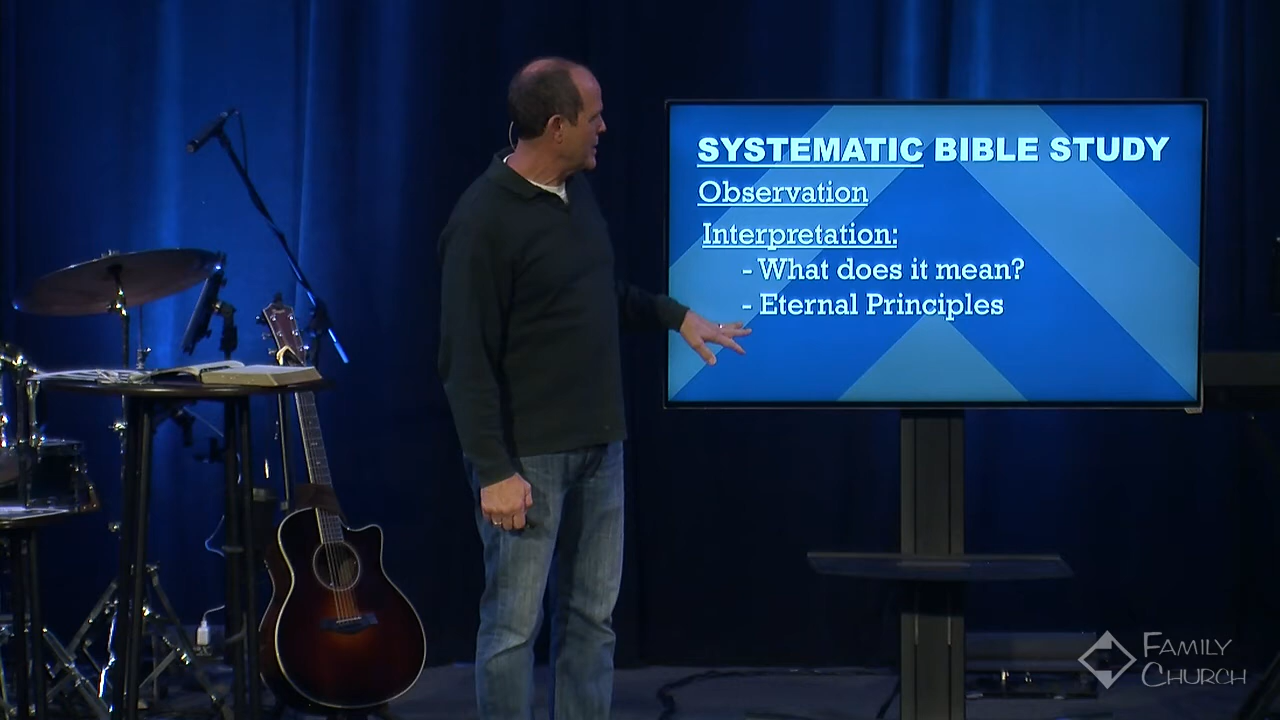 SYSTEMATIC BIBLE STUDY
Observation
Interpretation:
- What does it mean?
- Eternal Principles
FAMILY
CHURCH